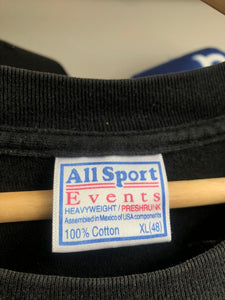 All Sport
Events
HEAVYWEIGHT / PRESHRUNK
Assembled in Mexico of USA components
100% Cotton XL(48)